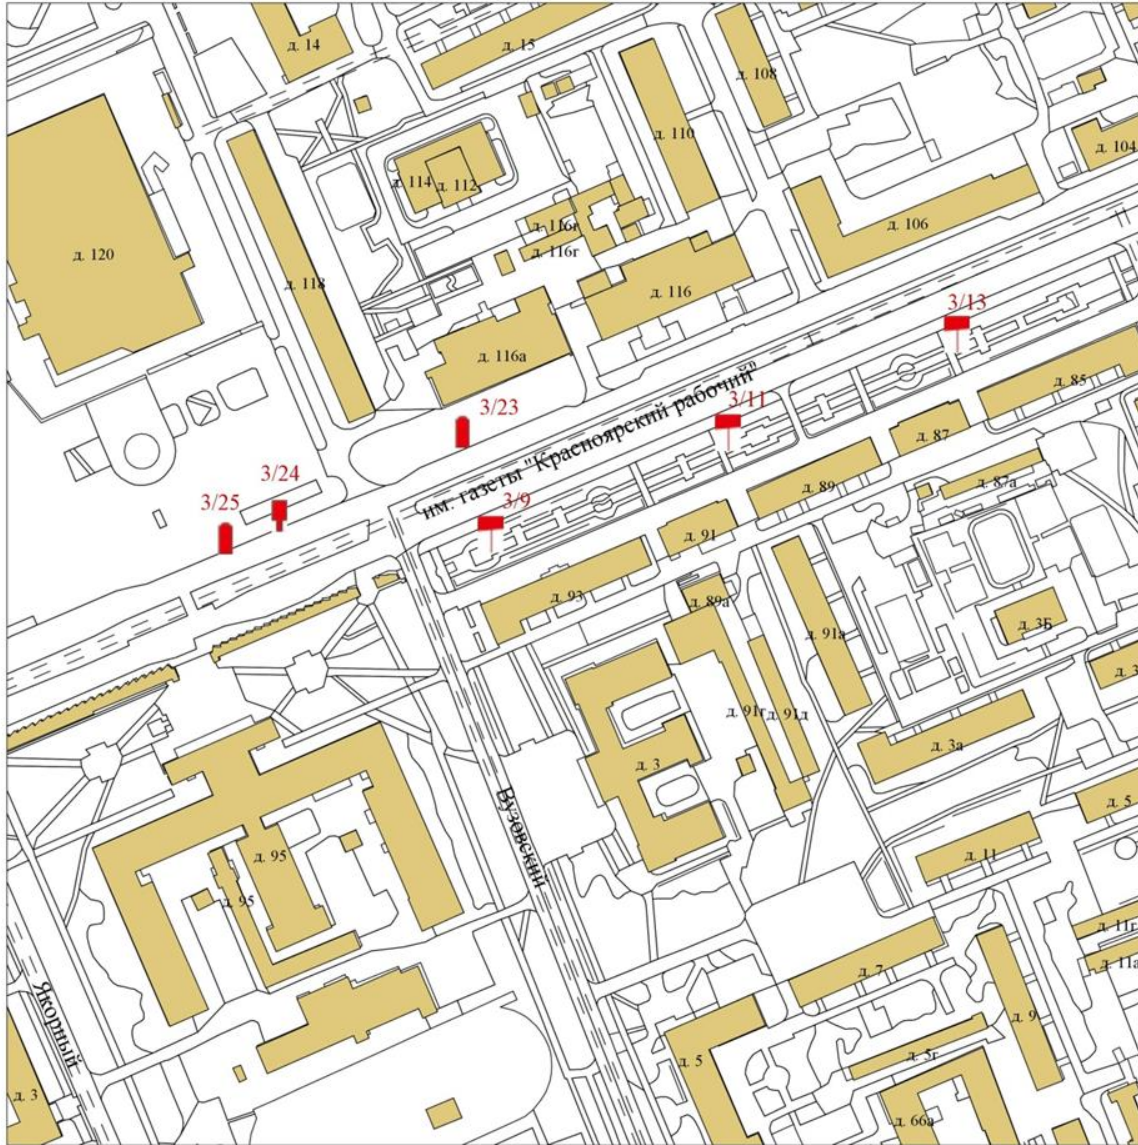 д. 14
д. 15
д. 108
д. 110
д. 104
д. 114
д. 112
д. 116г
д. 116г
д. 106
д. 120
д. 118
д. 116
3/13
д. 116а
д. 85
им. газеты "Красноярский рабочий"
3/11
3/23
д. 87
3/24
3/25
3/9
д. 89
д. 87а
д. 91
д. 93
д. 89а
д. 3Б
д. 91а
д. 3
д. 91г
д. 91д
д. 3а
д. 3
Вузовский
д. 5
д. 11
д. 95
д. 95
д. 11г
д. 11а
д. 7
Якорный
д. 9
д. 5
д. 5г
д. 3
д. 66а